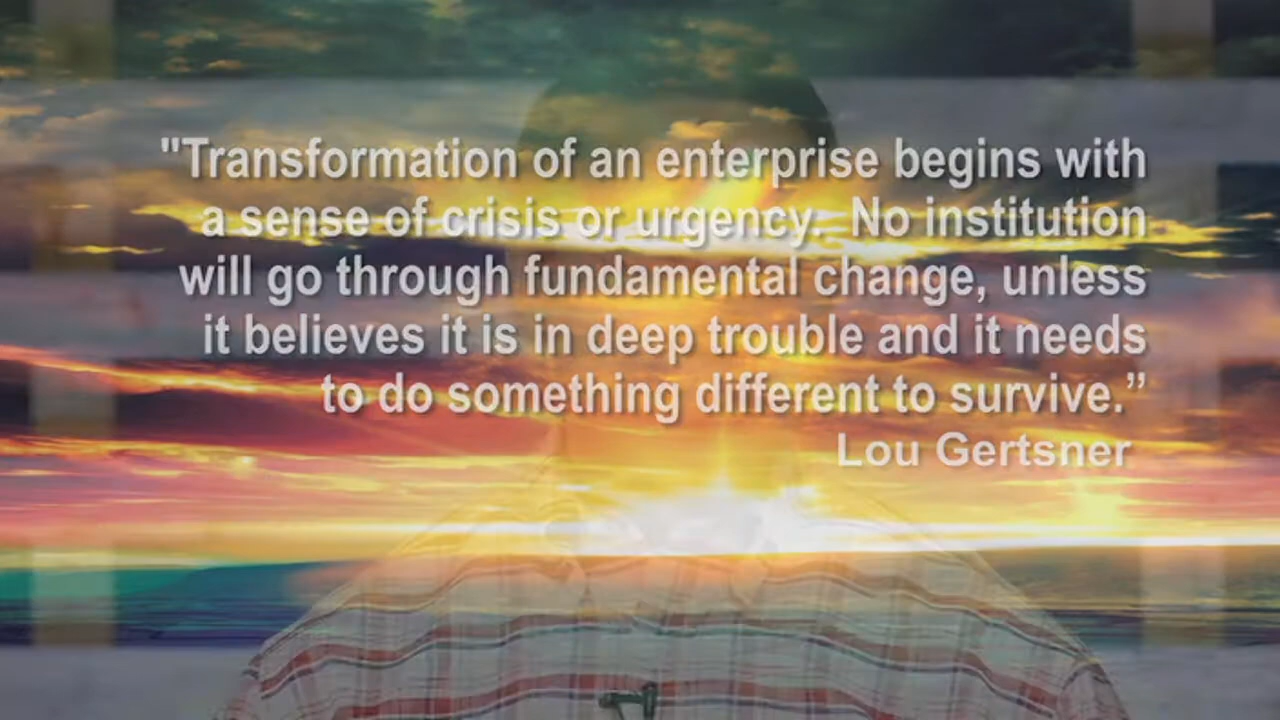 "Transformation of an enterprise begins with
a sense of crisis or urgency.  No institution
will go through fundamental change, unless
it believes it is in deep trouble and it needs
to do something different to survive.”
Lou Gertsner